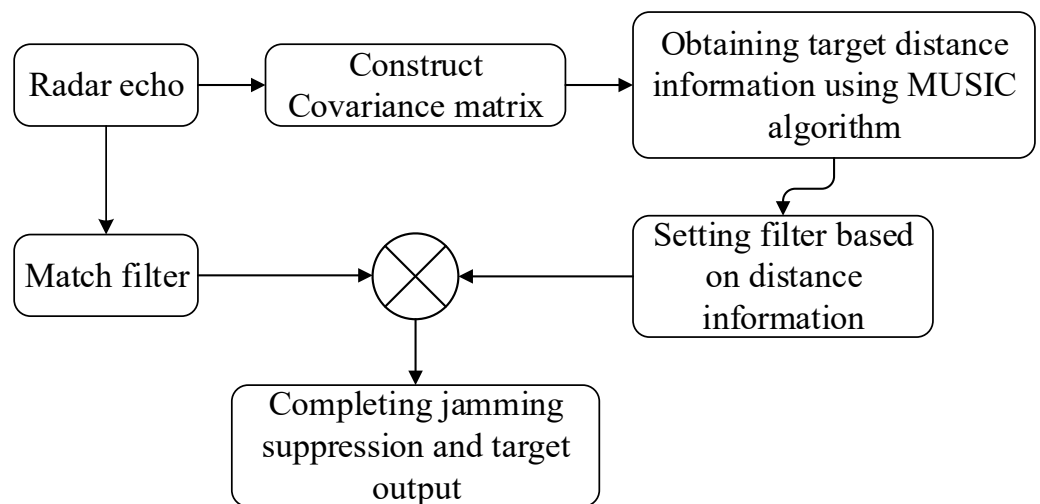 Radar echo
Construct
Covariance matrix
Obtaining target distance
information using MUSIC
algorithm
Match filter
Setting filter based
on distance
information
Completing jamming
suppression and target
output